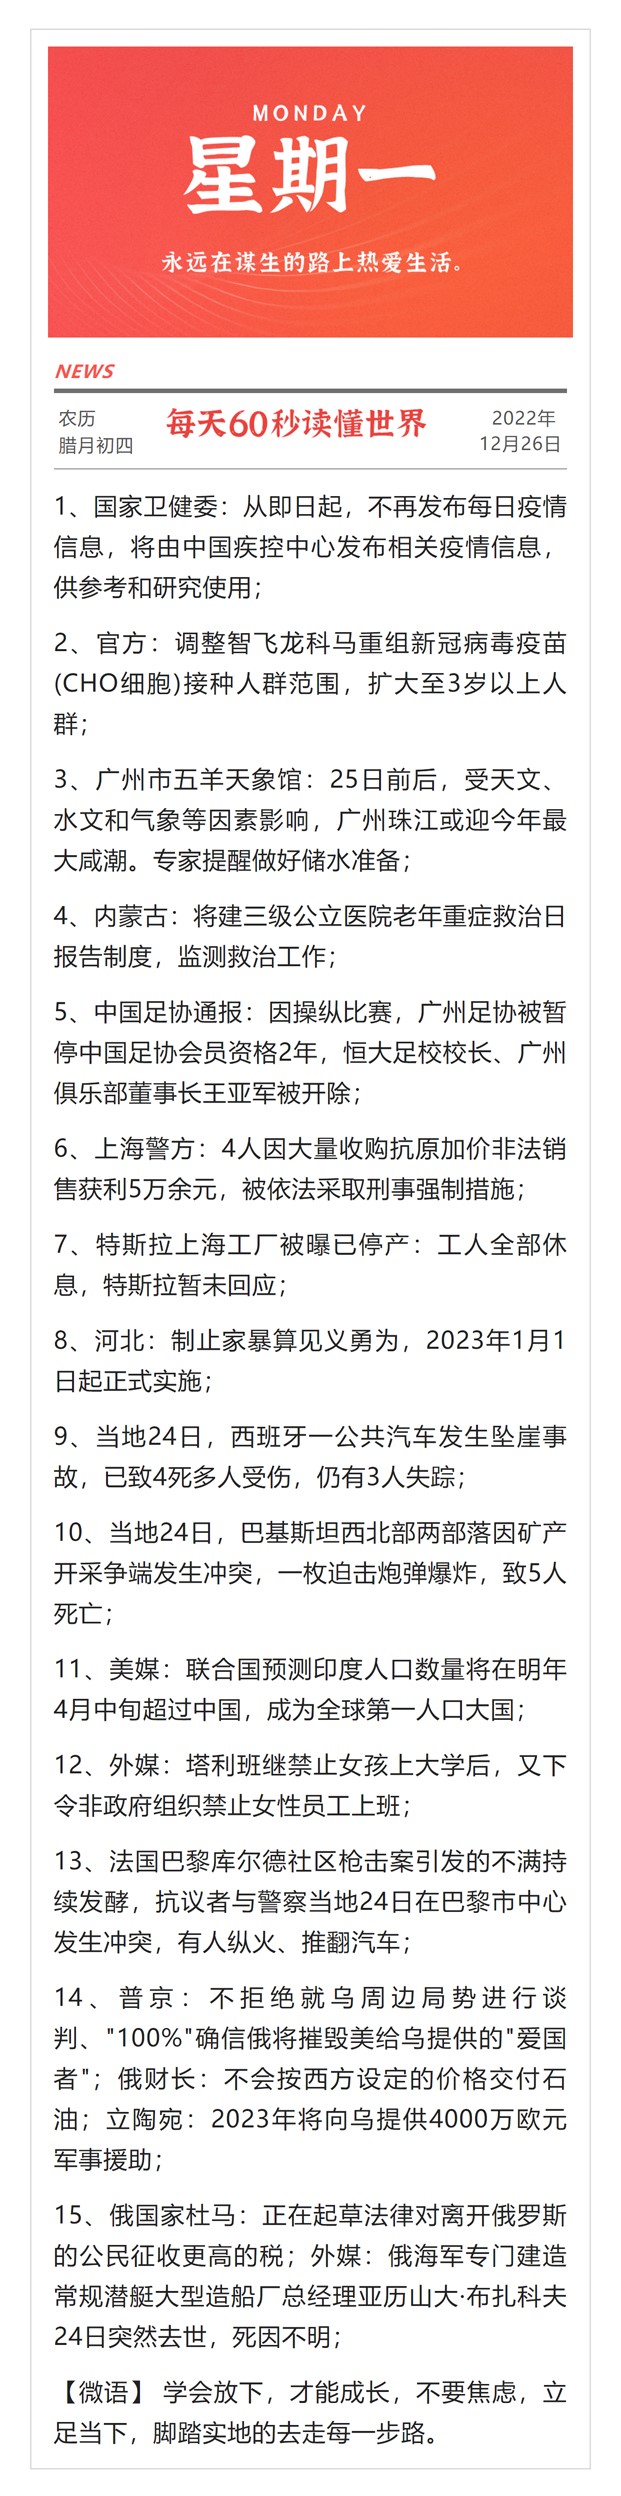 MONDAY
星期一
永远在谋生的路上热爱生活。
NEWS
农历
腊月初四
每天60秒读懂世界
2022年
12月26日
1、国家卫健委：从即日起，不再发布每日疫情
信息，将由中国疾控中心发布相关疫情信息，
供参考和研究使用；
2、官方：调整智飞龙科马重组新冠病毒疫苗
(CHO细胞)接种人群范围，扩大至3岁以上人
群；
3、广州市五羊天象馆：25日前后，受天文、
水文和气象等因素影响，广州珠江或迎今年最
大咸潮。专家提醒做好储水准备；
4、内蒙古：将建三级公立医院老年重症救治日
报告制度，监测救治工作；
5、中国足协通报：因操纵比赛，广州足协被暂
停中国足协会员资格2年，恒大足校校长、广州
俱乐部董事长王亚军被开除；
6、上海警方：4人因大量收购抗原加价非法销
售获利5万余元，被依法采取刑事强制措施；
7、特斯拉上海工厂被曝已停产：工人全部休
息，特斯拉暂未回应；
8、河北：制止家暴算见义勇为，2023年1月1
日起正式实施；
9、当地24日，西班牙一公共汽车发生坠崖事
故，已致4死多人受伤，仍有3人失踪；
10、当地24日，巴基斯坦西北部两部落因矿产
开采争端发生冲突，一枚迫击炮弹爆炸，致5人
死亡；
11、美媒：联合国预测印度人口数量将在明年
4月中旬超过中国，成为全球第一人口大国；
12、外媒：塔利班继禁止女孩上大学后，又下
令非政府组织禁止女性员工上班；
13、法国巴黎库尔德社区枪击案引发的不满持
续发酵，抗议者与警察当地24日在巴黎市中心
发生冲突，有人纵火、推翻汽车；
14、普京：不拒绝就乌周边局势进行谈
判、"100%"确信俄将摧毁美给乌提供的"爱国
者"；俄财长：不会按西方设定的价格交付石
油；立陶宛：2023年将向乌提供4000万欧元
军事援助；
15、俄国家杜马：正在起草法律对离开俄罗斯
的公民征收更高的税；外媒：俄海军专门建造
常规潜艇大型造船厂总经理亚历山大·布扎科夫
24日突然去世，死因不明；
【微语】 学会放下，才能成长，不要焦虑，立
足当下，脚踏实地的去走每一步路。